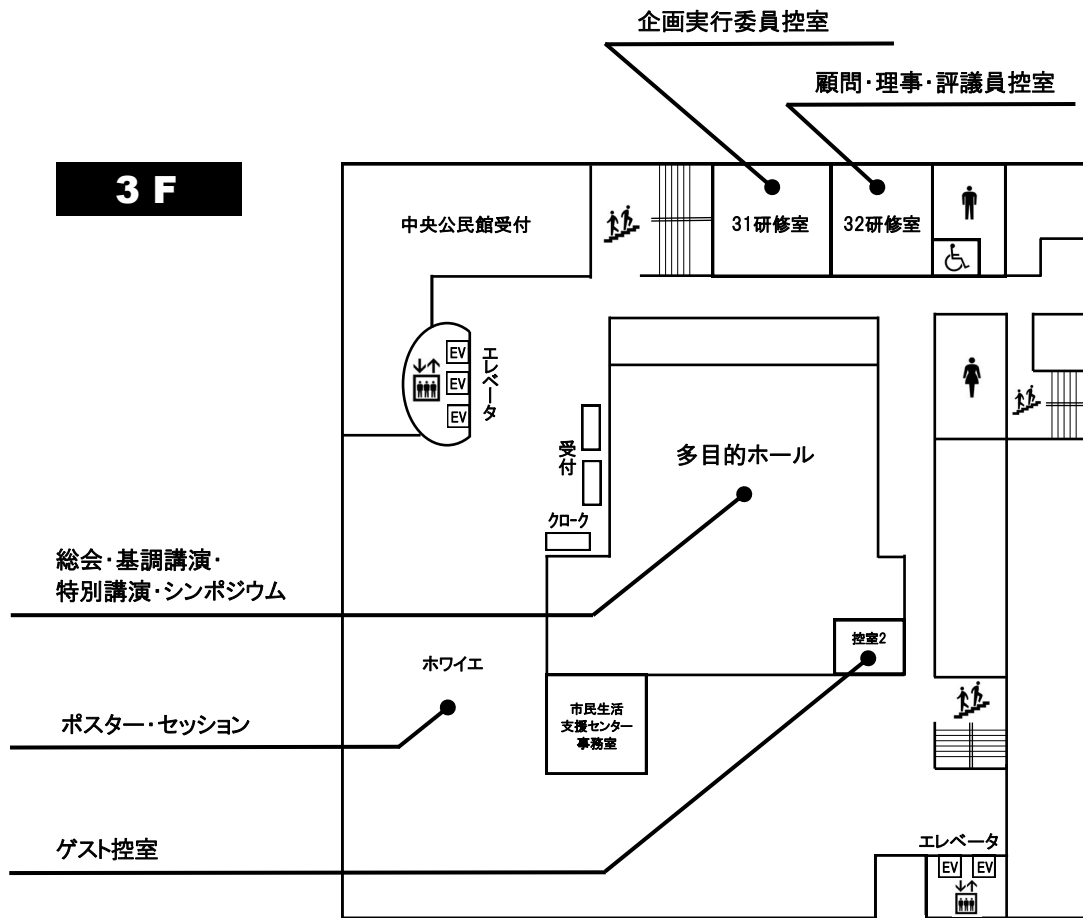 企画実行委員控室
顧問・理事・評議員控室
3 F
中央公民館受付
31研修室
32研修室
EV
EV
EV
エレベータ
受付
クローク
多目的ホール
総会・基調講演・
特別講演・シンポジウム
控室2
ホワイエ
ポスター・セッション
市民生活
支援センター
事務室
ゲスト控室
エレベータ
EV
EV